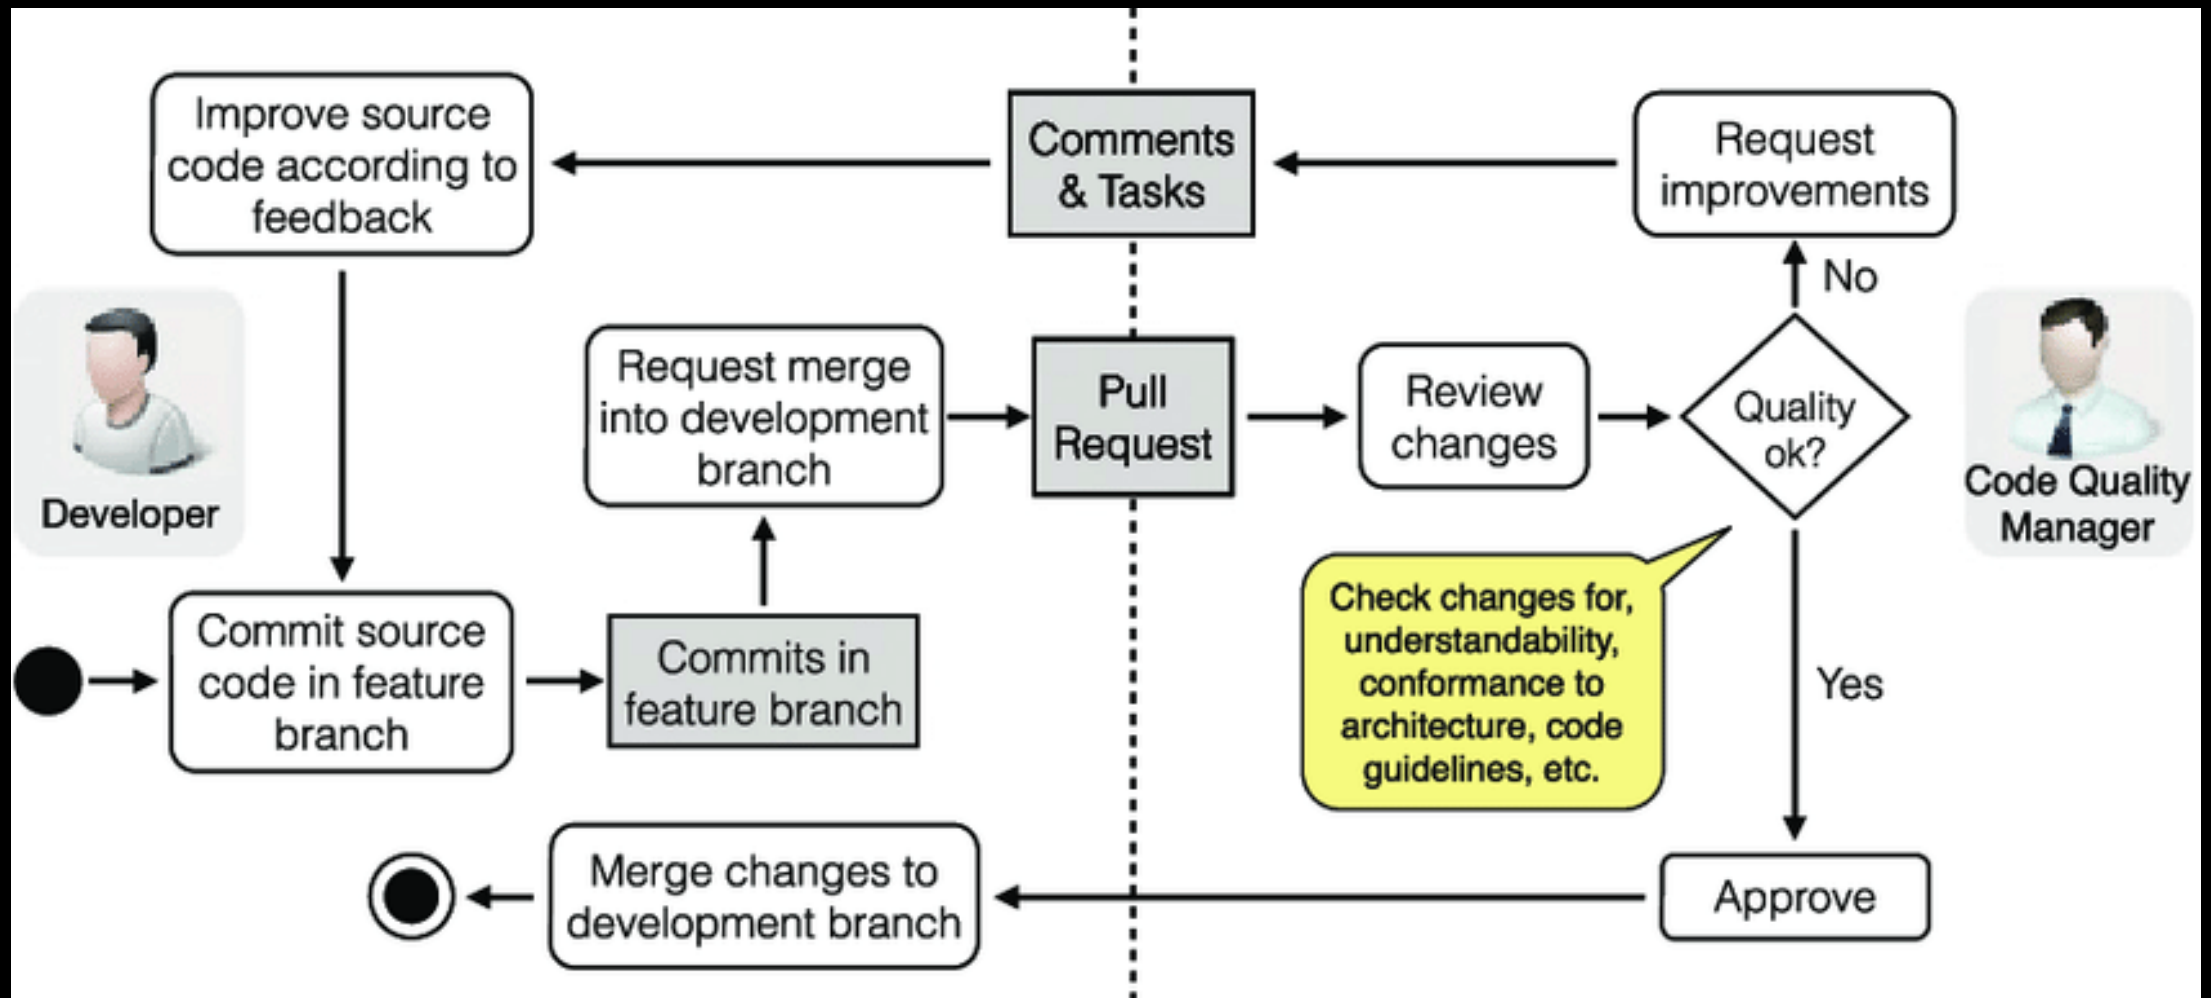 Improve source
code according to
feedback
Comments
& Tasks
Request
improvements
No
Developer
Request merge
into development
branch
Pull
Request
Review
changes
Quality
ok?
Code Quality
Manager
Commit source
code in feature
branch
Commits in
feature branch
Check changes for,
understandability,
conformance to
architecture, code
guidelines, etc.
Yes
Merge changes to
development branch
Approve